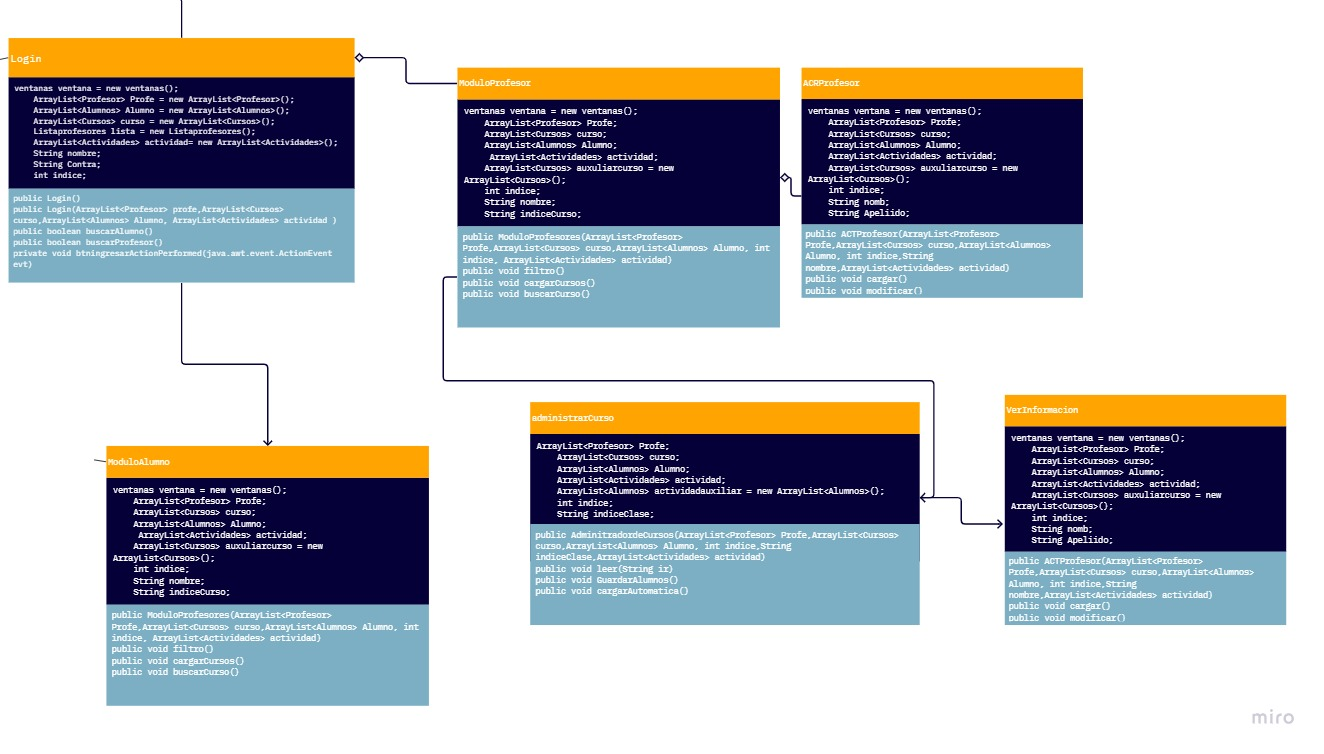 Login
ventanas ventana = new ventanas();
ArrayList<Profesor> Profe = new ArrayList<Profesor>();
ArrayList<Alumnos> Alumno = new ArrayList<Alumnos>();
ArrayList<Cursos> curso = new ArrayList<Cursos>();
Listaprofesores lista = new Listaprofesores();
ArrayList<Actividades> actividad= new ArrayList<Actividades>();
String nombre;
String Contra;
int indice;
public Login()
public Login(ArrayList<Profesor> profe,ArrayList<Cursos>
curso,ArrayList<Alumnos> Alumno, ArrayList<Actividades> actividad )
public boolean buscarAlumno()
public boolean buscarProfesor()
private void btningresarActionPerformed(java.awt.event.ActionEvent
evt)
ModuloProfesor
ventanas ventana = new ventanas();
ArrayList<Profesor> Profe;
ArrayList<Cursos> curso;
ArrayList<Alumnos> Alumno;
ArrayList<Actividades> actividad;
ArrayList<Cursos> auxuliarcurso = new
ArrayList<Cursos>();
int indice;
String nombre;
String indiceCurso;
public ModuloProfesores(ArrayList<Profesor>
Profe,ArrayList<Cursos> curso,ArrayList<Alumnos> Alumno, int
indice, ArrayList<Actividades> actividad)
public void filtro()
public void cargarCursos()
public void buscarCurso()
ACRProfesor
ventanas ventana = new ventanas();
ArrayList<Profesor> Profe;
ArrayList<Cursos> curso;
ArrayList<Alumnos> Alumno;
ArrayList<Actividades> actividad;
ArrayList<Cursos> auxuliarcurso = new
ArrayList<Cursos>();
int indice;
String nomb;
String Apeliido;
public ACTProfesor(ArrayList<Profesor>
Profe,ArrayList<Cursos> curso,ArrayList<Alumnos>
Alumno, int indice,String
nombre,ArrayList<Actividades> actividad)
public void cargar()
public void modificar()
ModuloAlumno
ventanas ventana = new ventanas();
ArrayList<Profesor> Profe;
ArrayList<Cursos> curso;
ArrayList<Alumnos> Alumno;
ArrayList<Actividades> actividad;
ArrayList<Cursos> auxuliarcurso = new
ArrayList<Cursos>();
int indice;
String nombre;
String indiceCurso;
public ModuloProfesores(ArrayList<Profesor>
Profe,ArrayList<Cursos> curso,ArrayList<Alumnos> Alumno, int
indice, ArrayList<Actividades> actividad)
public void filtro()
public void cargarCursos()
public void buscarCurso()
administrarCurso
ArrayList<Profesor> Profe;
ArrayList<Cursos> curso;
ArrayList<Alumnos> Alumno;
ArrayList<Actividades> actividad;
ArrayList<Alumnos> actividadauxiliar = new ArrayList<Alumnos>();
int indice;
String indiceClase;
public AdminitradordeCursos(ArrayList<Profesor> Profe,ArrayList<Cursos>
curso,ArrayList<Alumnos> Alumno, int indice,String
indiceClase,ArrayList<Actividades> actividad)
public void leer(String ir)
public void GuardarAlumnos()
public void cargarAutomatica()
VerInformacion
ventanas ventana = new ventanas();
ArrayList<Profesor> Profe;
ArrayList<Cursos> curso;
ArrayList<Alumnos> Alumno;
ArrayList<Actividades> actividad;
ArrayList<Cursos> auxuliarcurso = new
ArrayList<Cursos>();
int indice;
String nomb;
String Apeliido;
public ACTProfesor(ArrayList<Profesor>
Profe,ArrayList<Cursos> curso,ArrayList<Alumnos>
Alumno, int indice,String
nombre,ArrayList<Actividades> actividad)
public void cargar()
public void modificar()
miro